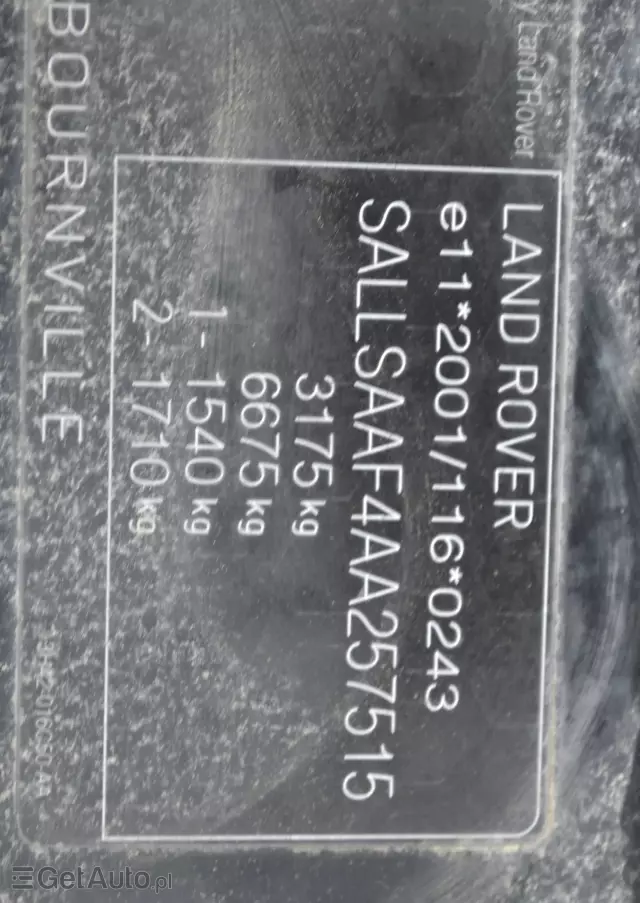 y Land Rover
LAND ROVER
e11*2001/116*0243
SALLSAAF4AA257515
3175 kg
6675 kg
1- 1540 kg
2- 1710 kg
BOURNVILLE
GetAuto.pl